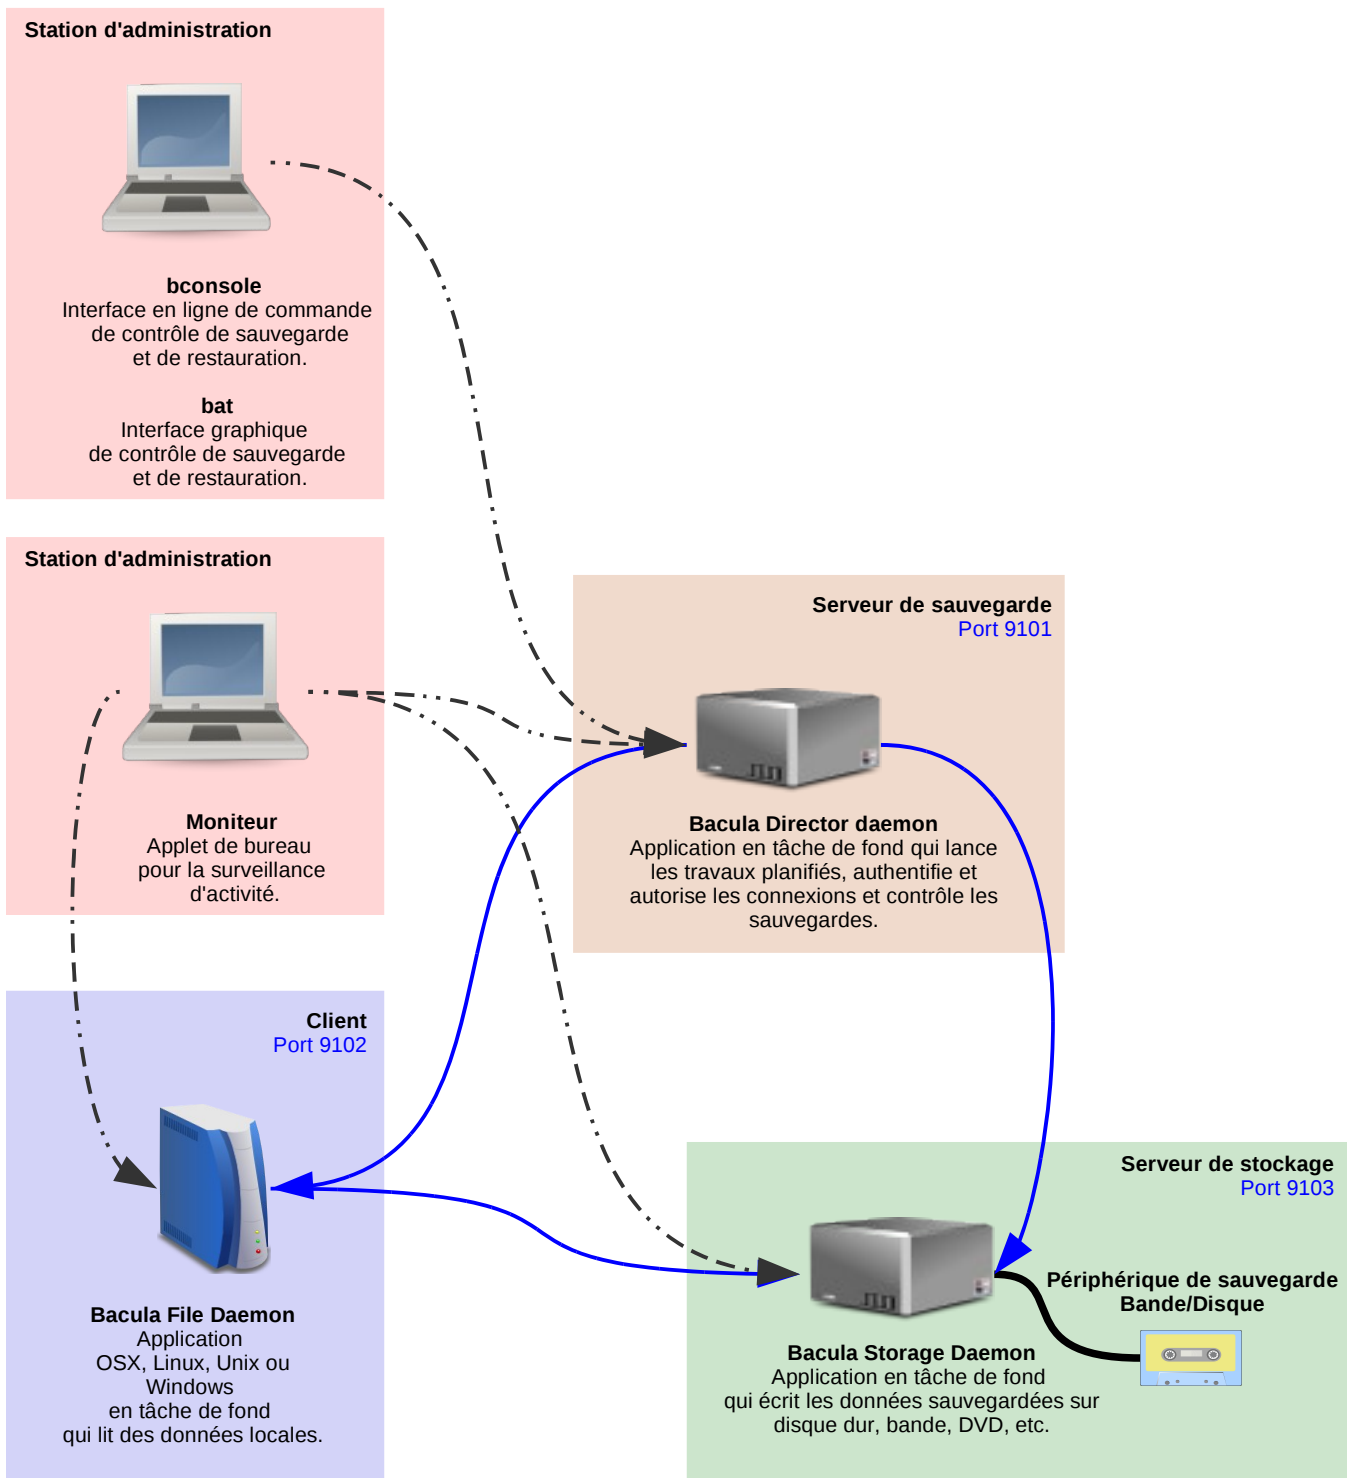 Station d'administration
bconsole
Interface en ligne de commande
de contrôle de sauvegarde
et de restauration.
bat
Interface graphique
de contrôle de sauvegarde
et de restauration.
Station d'administration
Moniteur
Applet de bureau
pour la surveillance
d'activité.
Serveur de sauvegarde
Port 9101
Bacula Director daemon
Application en tâche de fond qui lance
les travaux planifiés, authentifie et
autorise les connexions et contrôle les
sauvegardes.
Client
Port 9102
Bacula File Daemon
Application
OSX, Linux, Unix ou
Windows
en tâche de fond
qui lit des données locales.
Serveur de stockage
Port 9103
Périphérique de sauvegarde
Bande/Disque
Bacula Storage Daemon
Application en tâche de fond
qui écrit les données sauvegardées sur
disque dur, bande, DVD, etc.